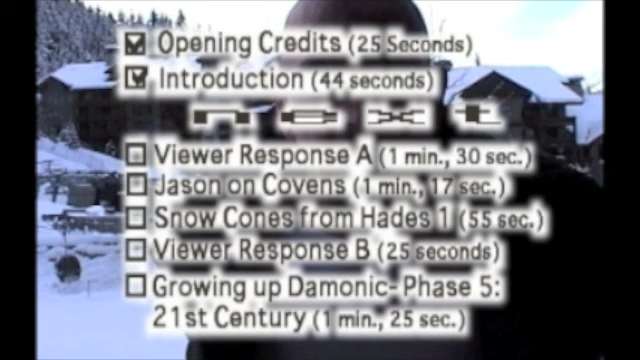 Opening Credits (25 Seconds)
Introduction (44 seconds)
Viewer Response A (1 min., 30 sec.)
Jason on Covens (1 min., 17 sec.)
Snow Cones from Hades 1 (55 sec.)
Viewer Response B (25 seconds)
Growing up Damonic- Phase 5:
21st Century (1 min., 25 sec.)